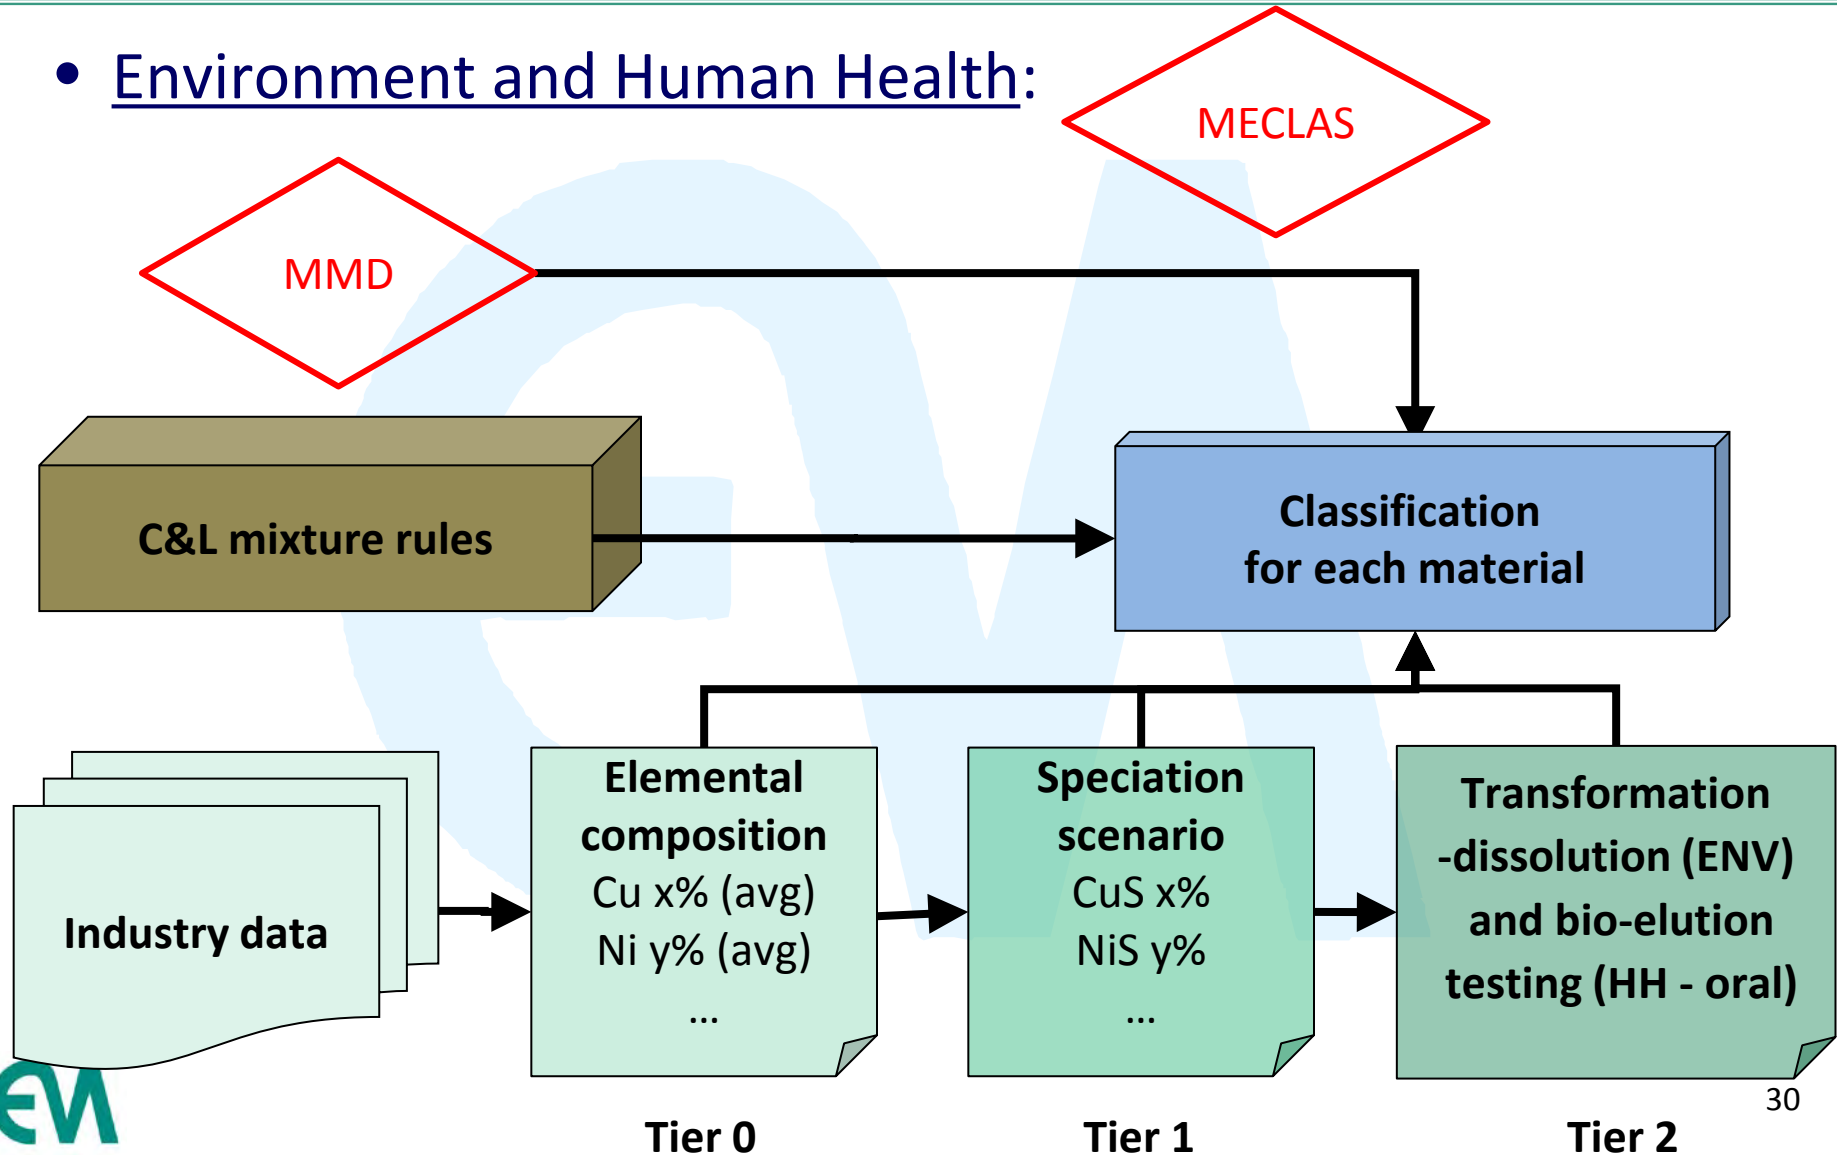 • Environment and Human Health:
MECLAS
MMD
C&L mixture rules
Classification
for each material
Industry data
Elemental
composition
Cu x% (avg)
Ni y% (avg)
...
Speciation
scenario
CuS x%
NiS y%
...
Transformation
-dissolution (ENV)
and bio-elution
testing (HH - oral)
Tier 0
Tier 1
Tier 2
30